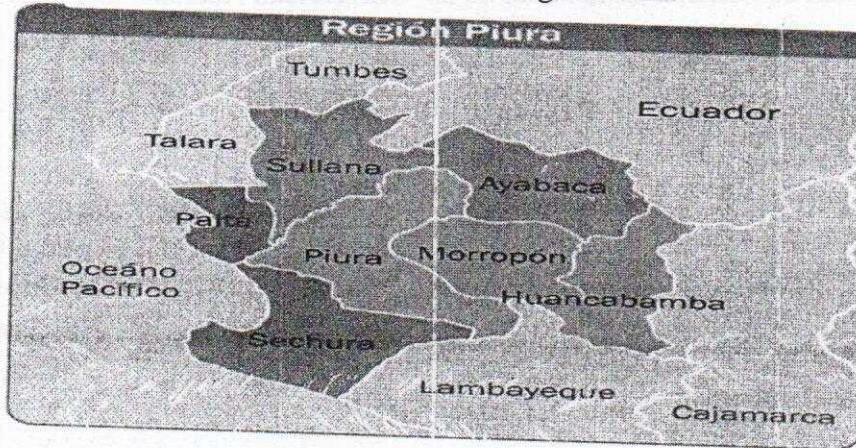 Región Piura
Tumbes
Ecuador
Talara
Sullana
Ayabaca
Paita
Piura
Morropón
Oceáno
Pacífico
Huancabamba
Sechura
Lambayeque
Cajamarca